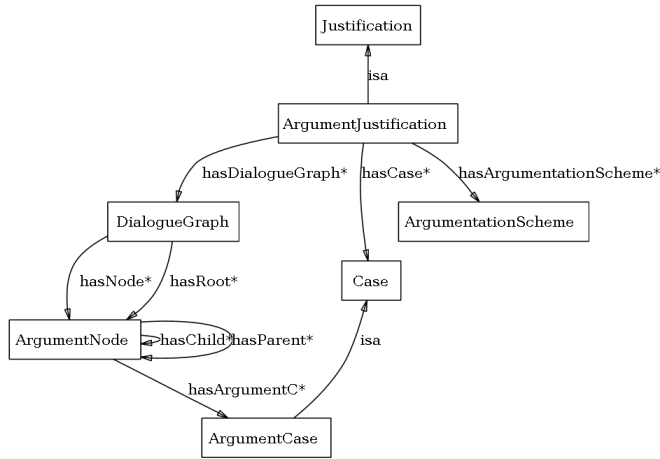 Justification
isa
ArgumentJustification
hasDialogueGraph*
hasCase*
hasArgumentationScheme*
DialogueGraph
ArgumentationScheme
hasNode*
hasRoot*
Case
ArgumentNode
hasChild*
hasParent*
isa
hasArgumentC*
ArgumentCase